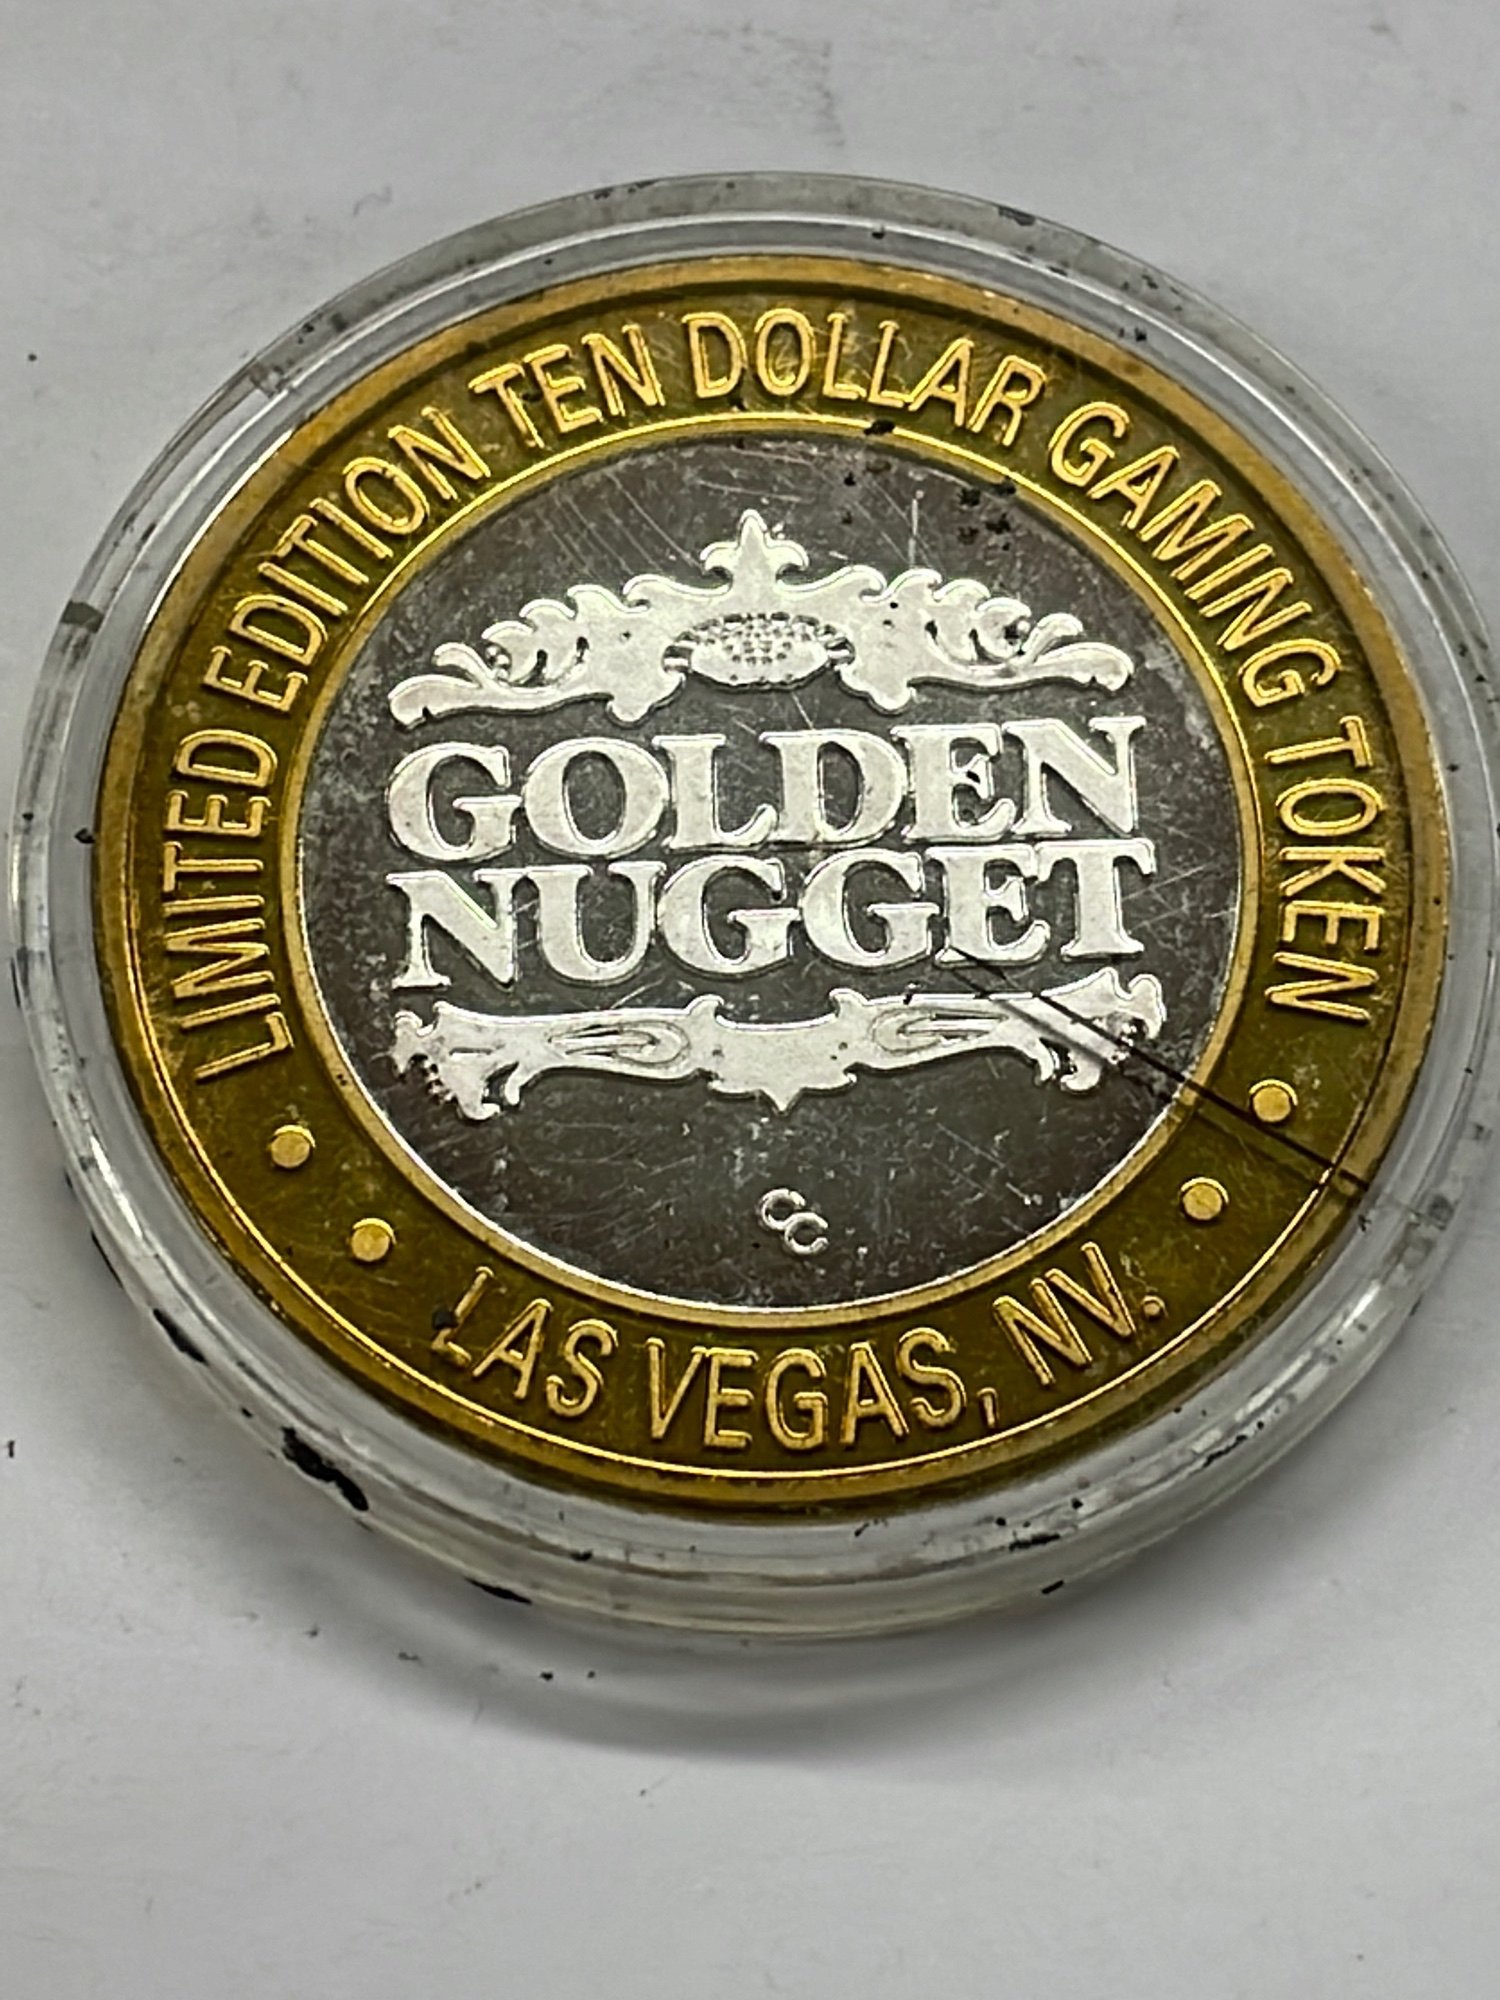 LIMITED EDITION TEN DOLLAR GAMING TOKEN
GOLDEN
NUGGET
CC
LAS VEGAS, NV.